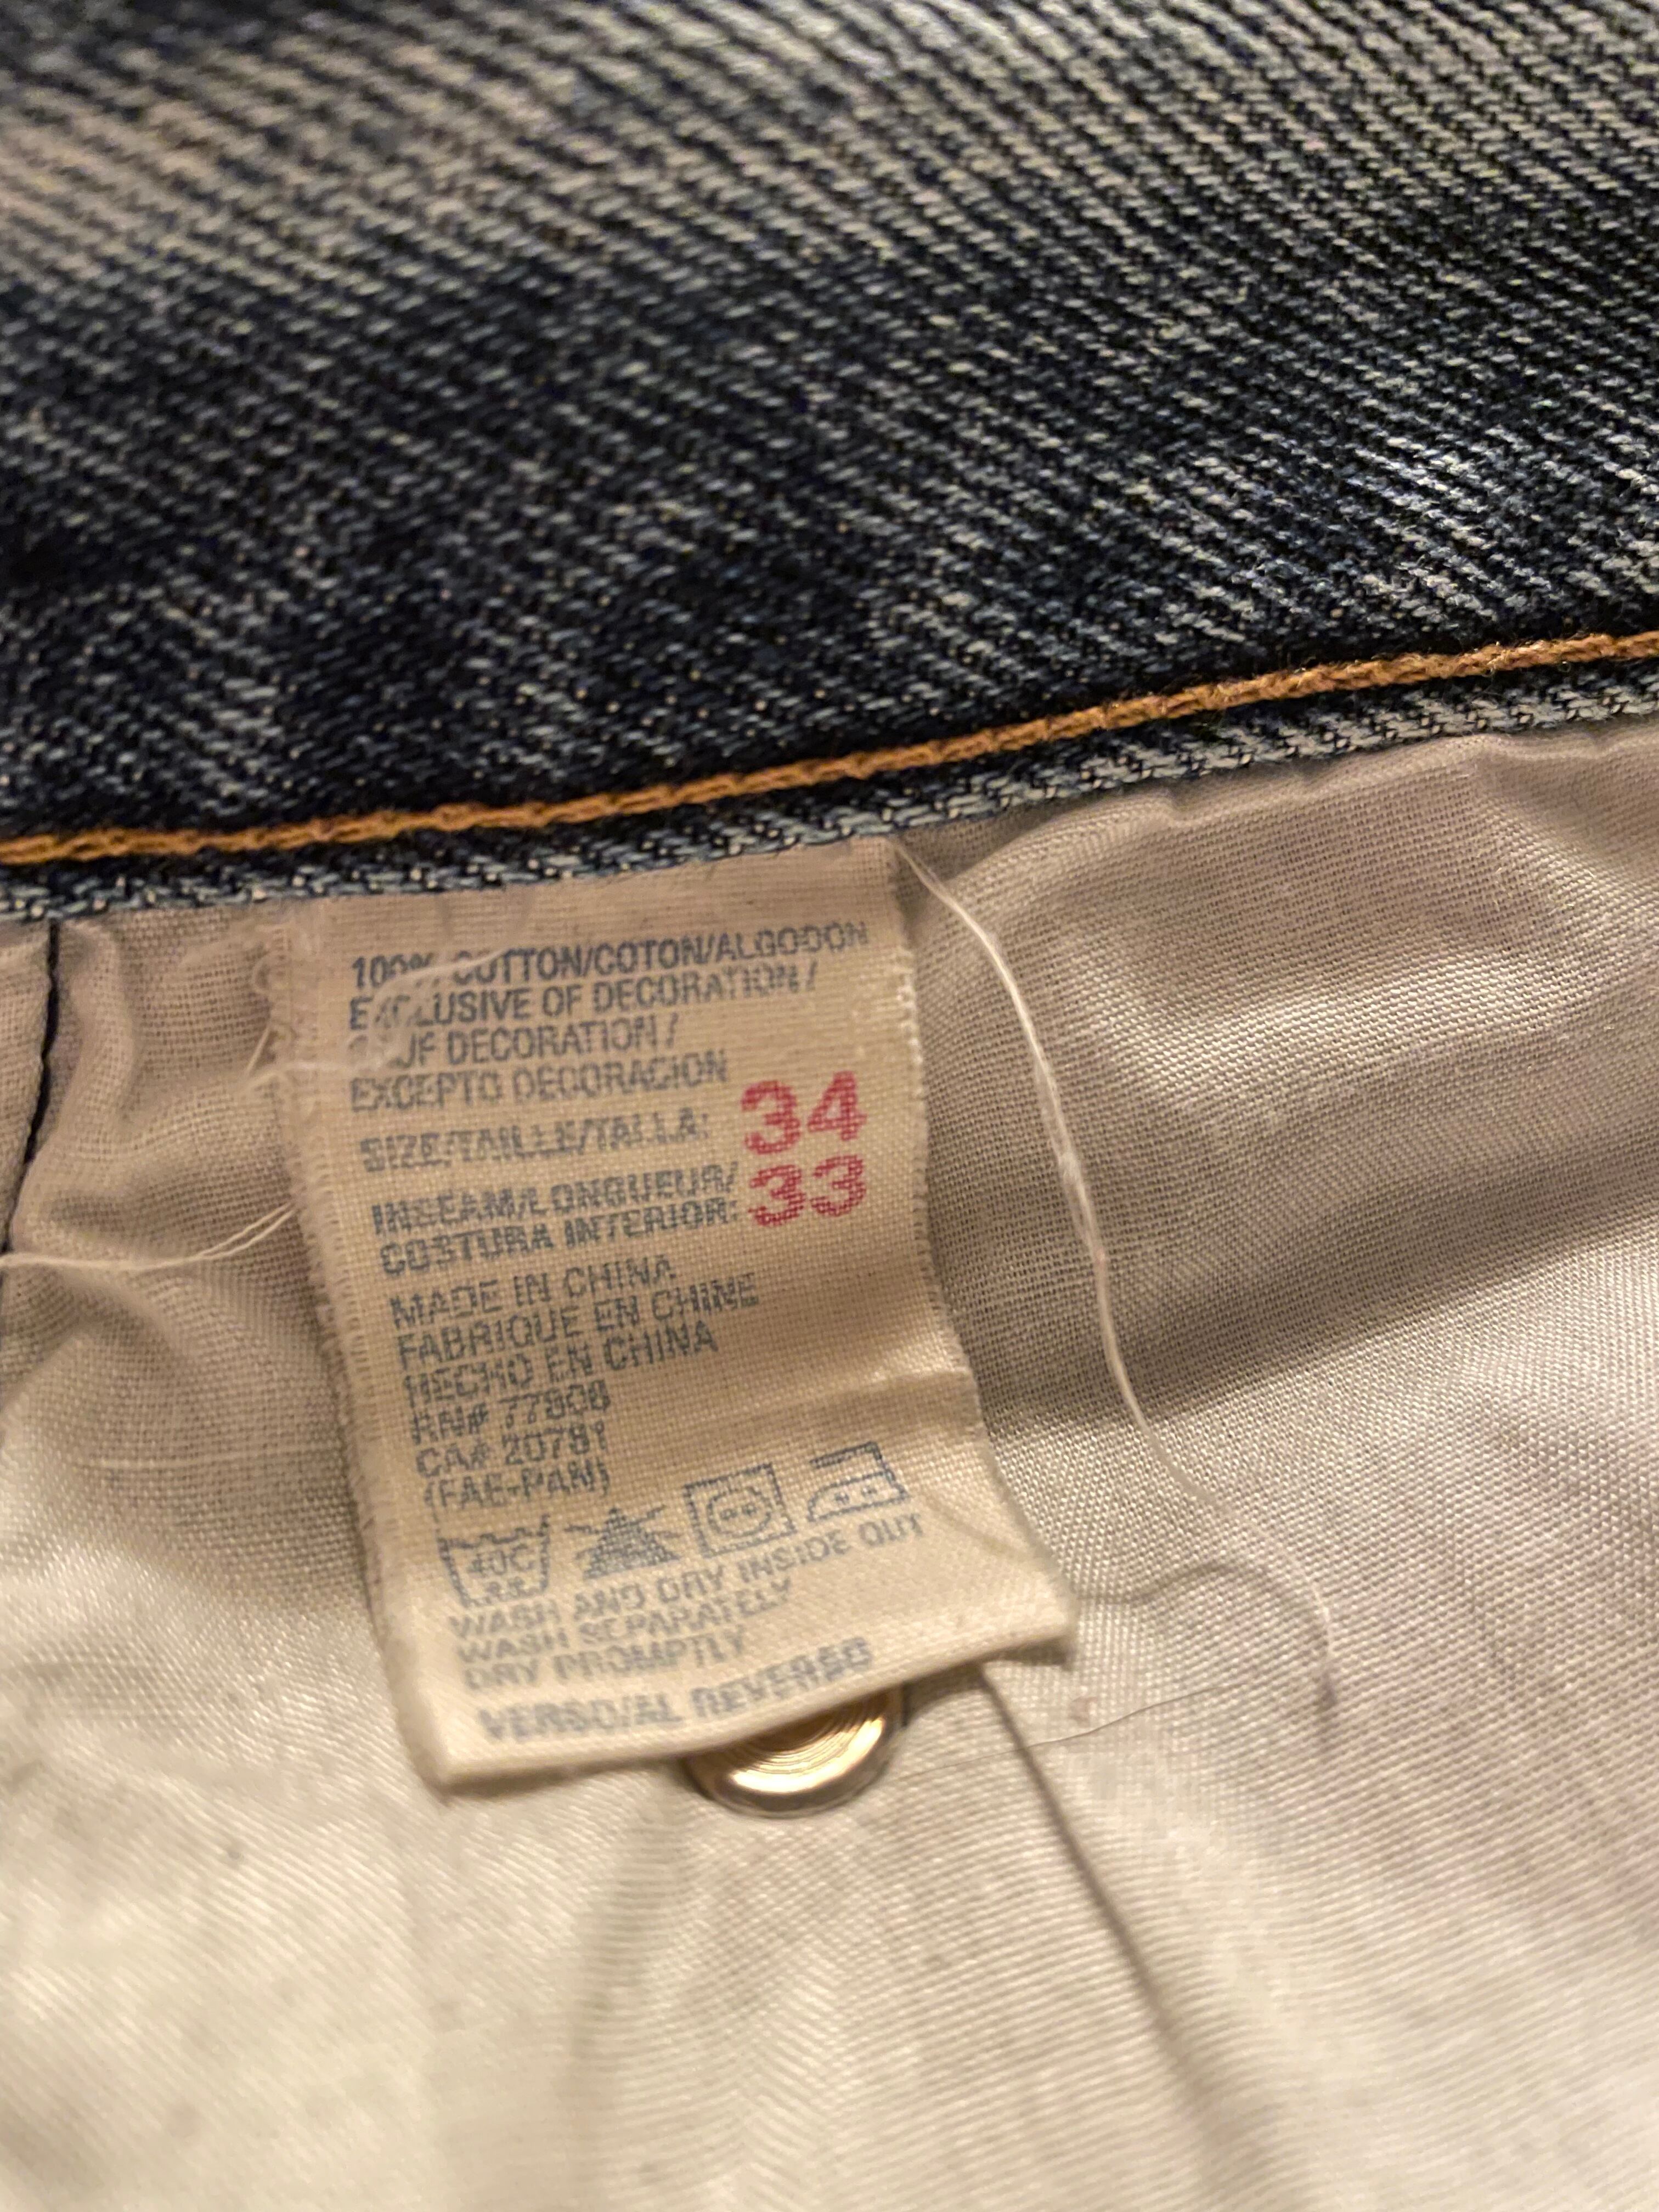 100% COTTON/COTON/ALGODON
EXCLUSIVE OF DECORATION/
SAUF DECORATION/
EXCEPTO DECORACION
SIZE/TAILLE/TALLA: 34
INSEAM/LONGUEUR/
COSTURA INTERIOR: 33
MADE IN CHINA
FABRIQUE EN CHINE
HECHO EN CHINA
RN# 77808
CA# 20781
(FAE-PAN)
40C
WASH AND DRY INSIDE OUT
WASH SEPARATELY
DRY PROMPTLY
VERSO/AL REVERSO